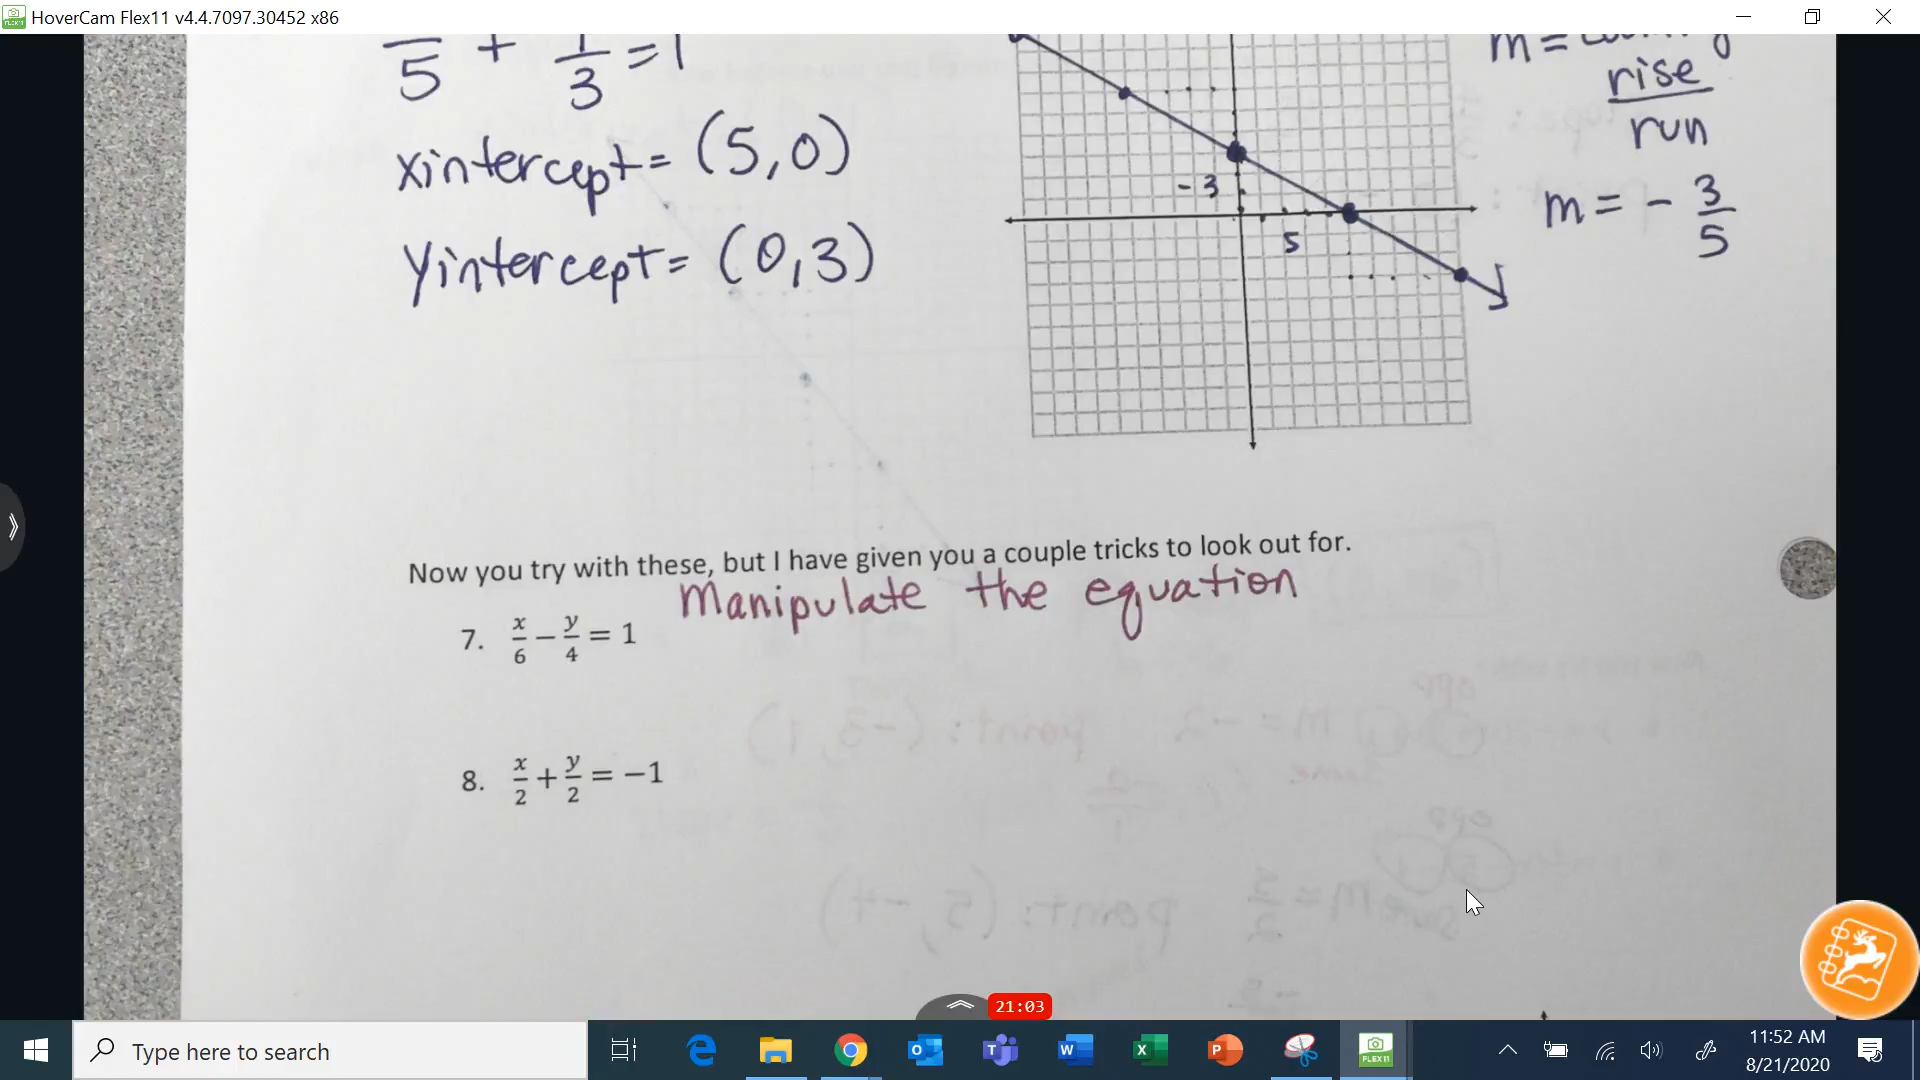 HoverCam Flex11 v4.4.7097.30452 x86
/5 + 1/3 = 1
xintercept = (5,0)
yintercept = (0,3)
-3
5
rise
run
m = - 3/5
Now you try with these, but I have given you a couple tricks to look out for.
Manipulate the equation
7. x/6 − y/4 = 1
8. x/2 + y/2 = −1
21:03
Type here to search
11:52 AM
8/21/2020
FLEX11